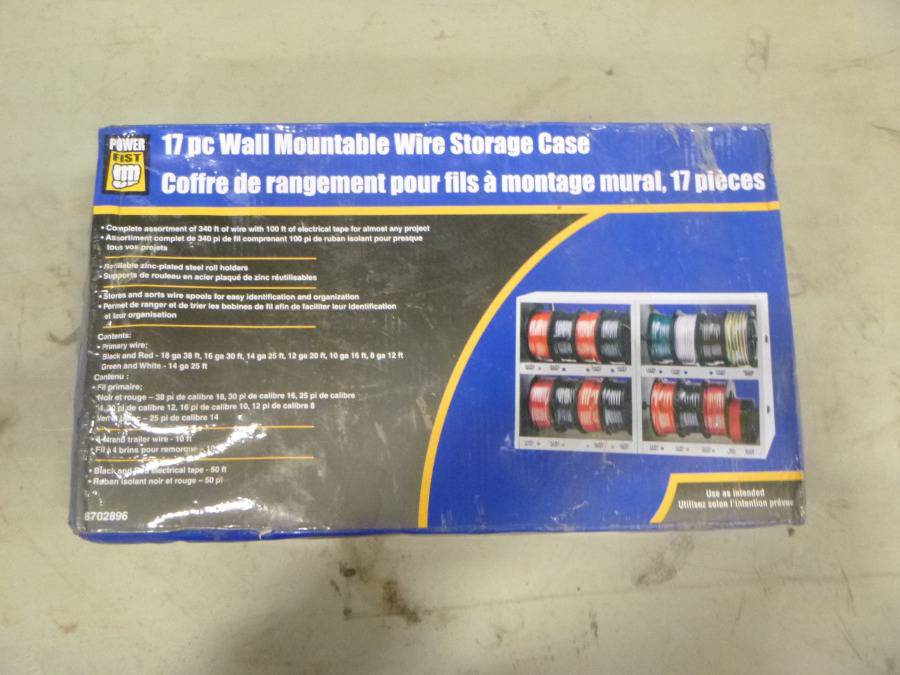 POWER
FIST
17 pc Wall Mountable Wire Storage Case
Coffre de rangement pour fils à montage mural, 17 pièces
• Complete assortment of 340 ft of wire with 100 ft of electrical tape for almost any project
• Assortiment complet de 340 pi de fil comprenant 100 pi de ruban isolant pour presque
tous vos projets
• Refillable zinc-plated steel roll holders
• Supports de rouleau en acier plaqué de zinc réutilisables
• Stores and sorts wire spools for easy identification and organization
• Permet de ranger et de trier les bobines de fil afin de faciliter leur identification
et leur organisation
Contents:
• Primary wire;
Black and Red - 18 ga 38 ft, 16 ga 30 ft, 14 ga 25 ft, 12 ga 20 ft, 10 ga 16 ft, 8 ga 12 ft
Green and White - 14 ga 25 ft
Contenu :
• Fil primaire;
Noir et rouge – 38 pi de calibre 18, 30 pi de calibre 16, 25 pi de calibre
pi de calibre 12, 16 pi de calibre 10, 12 pi de calibre 8
– 25 pi de calibre 14
• 4-strand trailer wire - 10 ft
• Fil à 4 brins pour remorque
• Black and Red electrical tape - 50 ft
Ruban isolant noir et rouge – 50 pi
8702896
Use as intended
Utilisez selon l'intention prévue